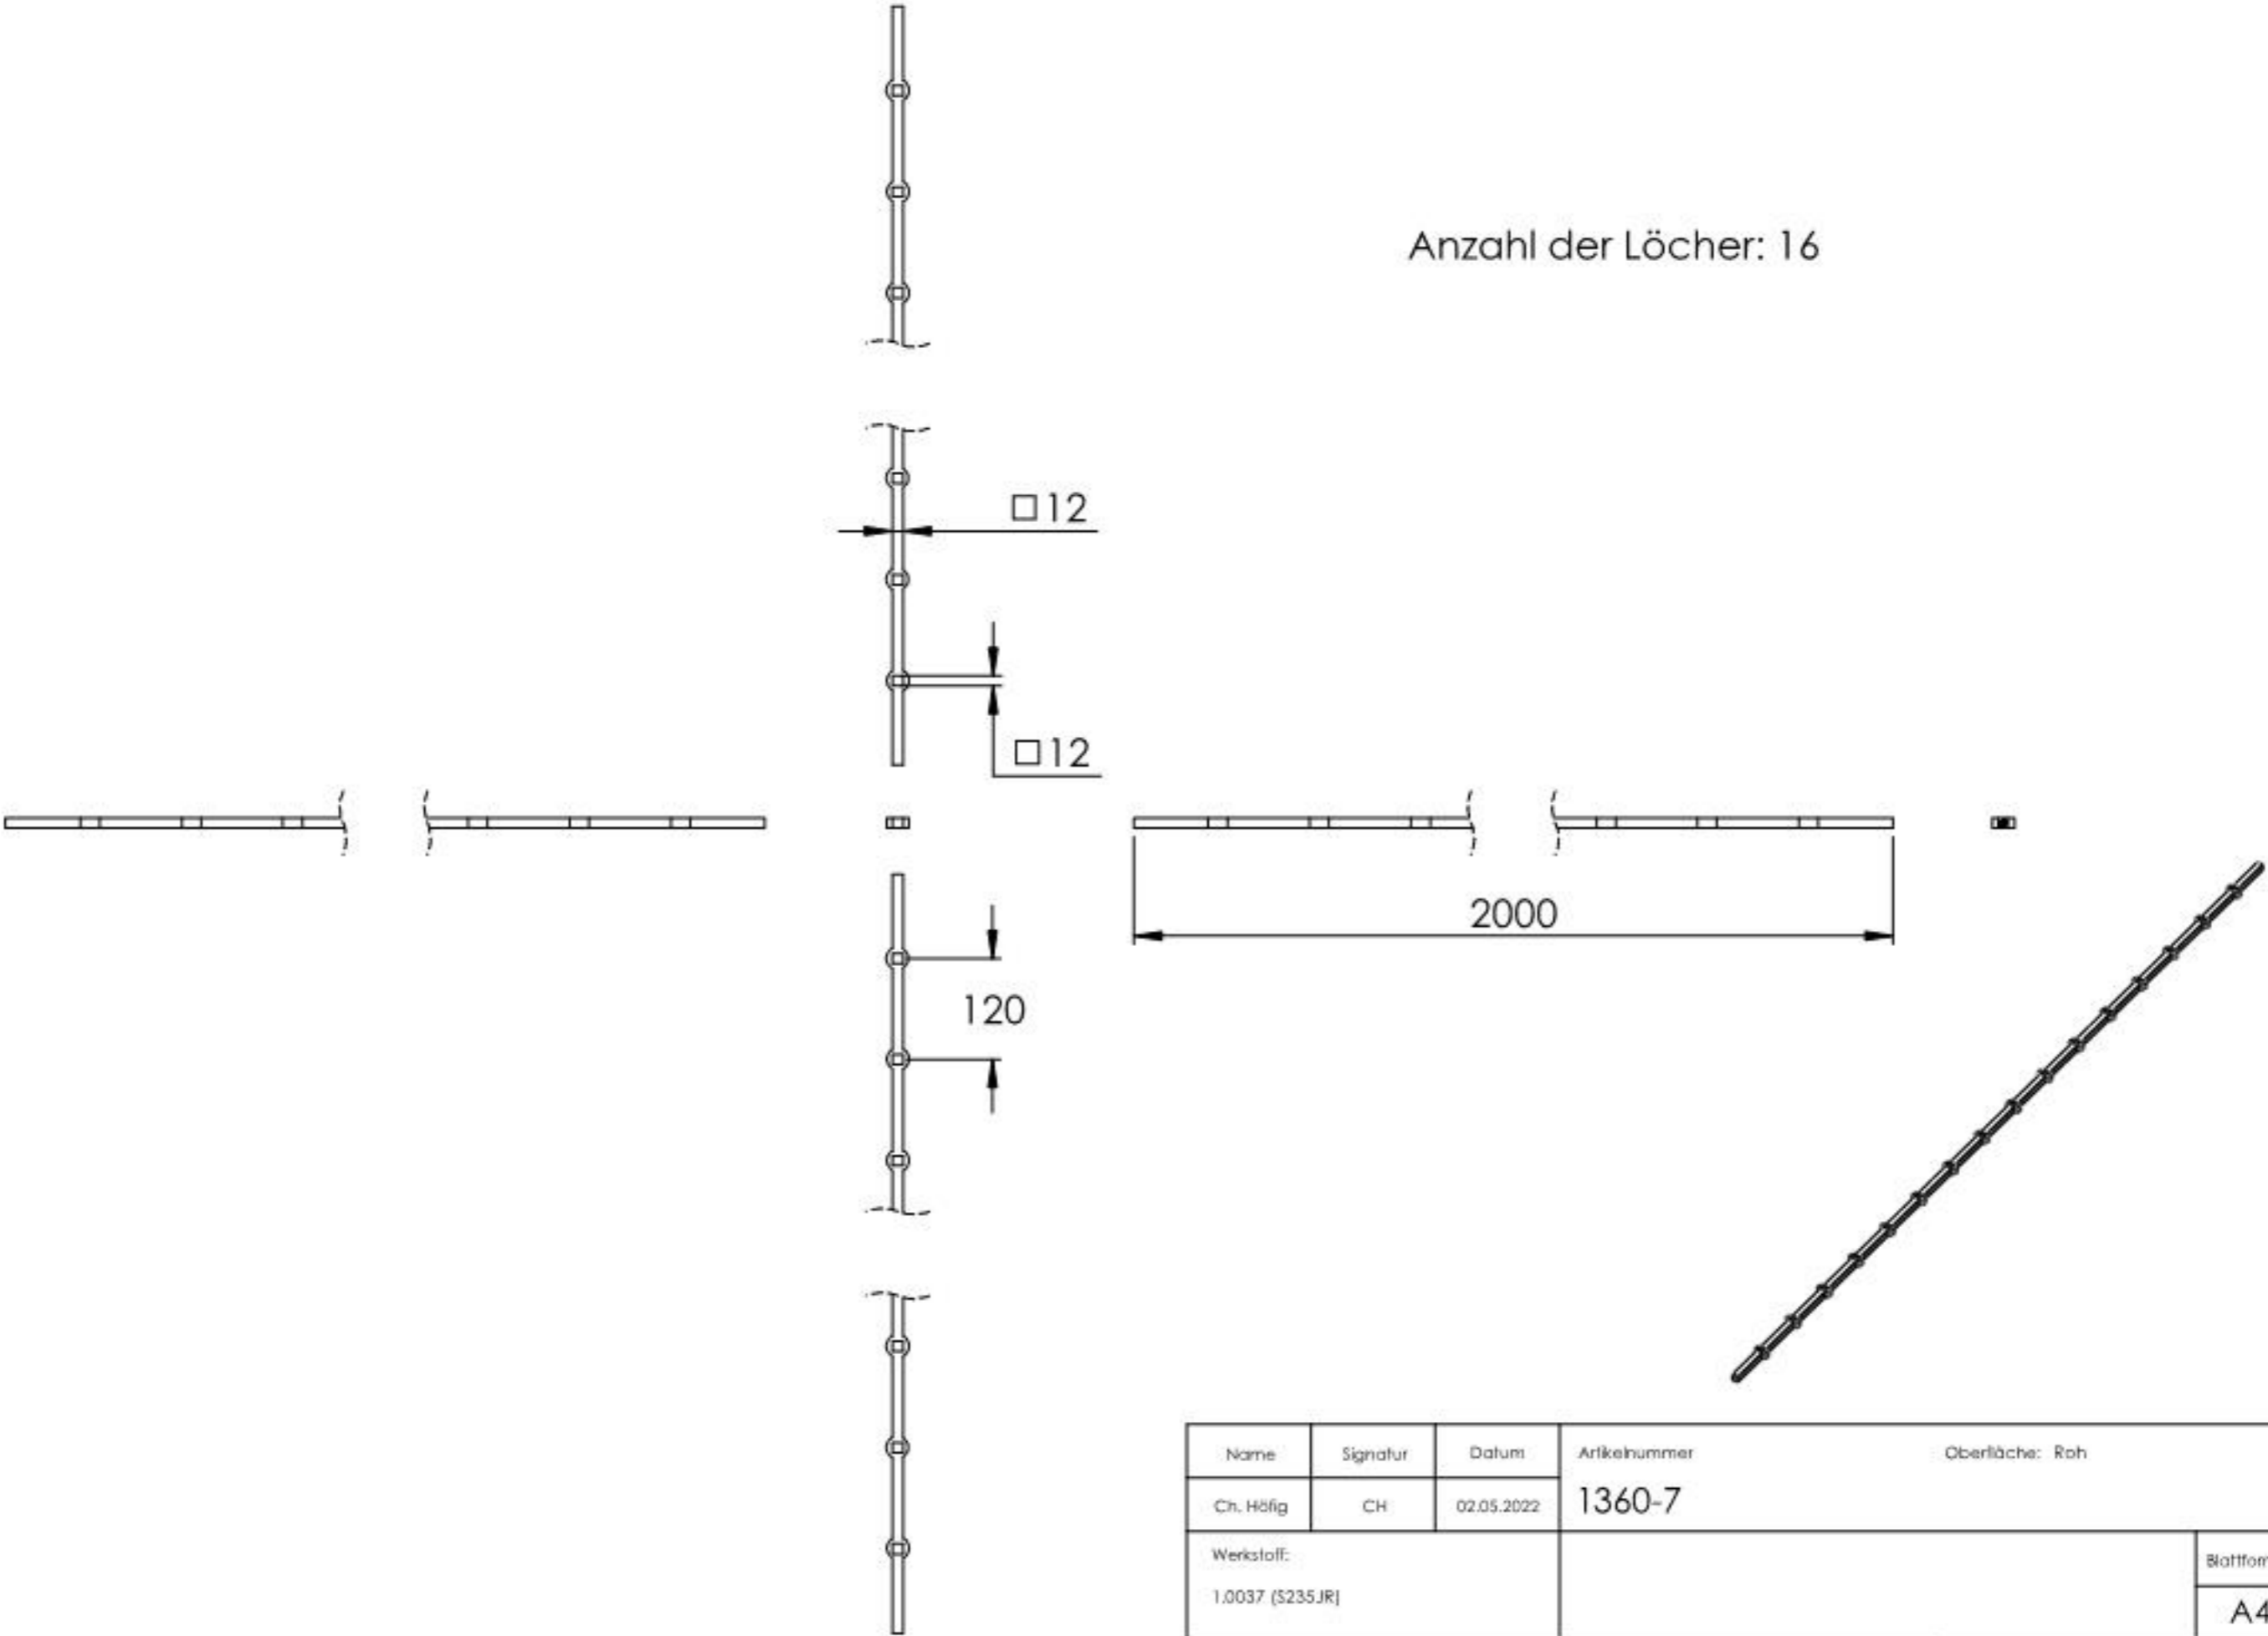 Anzahl der Löcher: 16
□12
□12
2000
120
Name Signatur Datum Artikelnummer Oberfläche: Roh
Ch. Höfig CH 02.05.2022 1360-7
Werkstoff:
1.0037 (S235JR)
A4